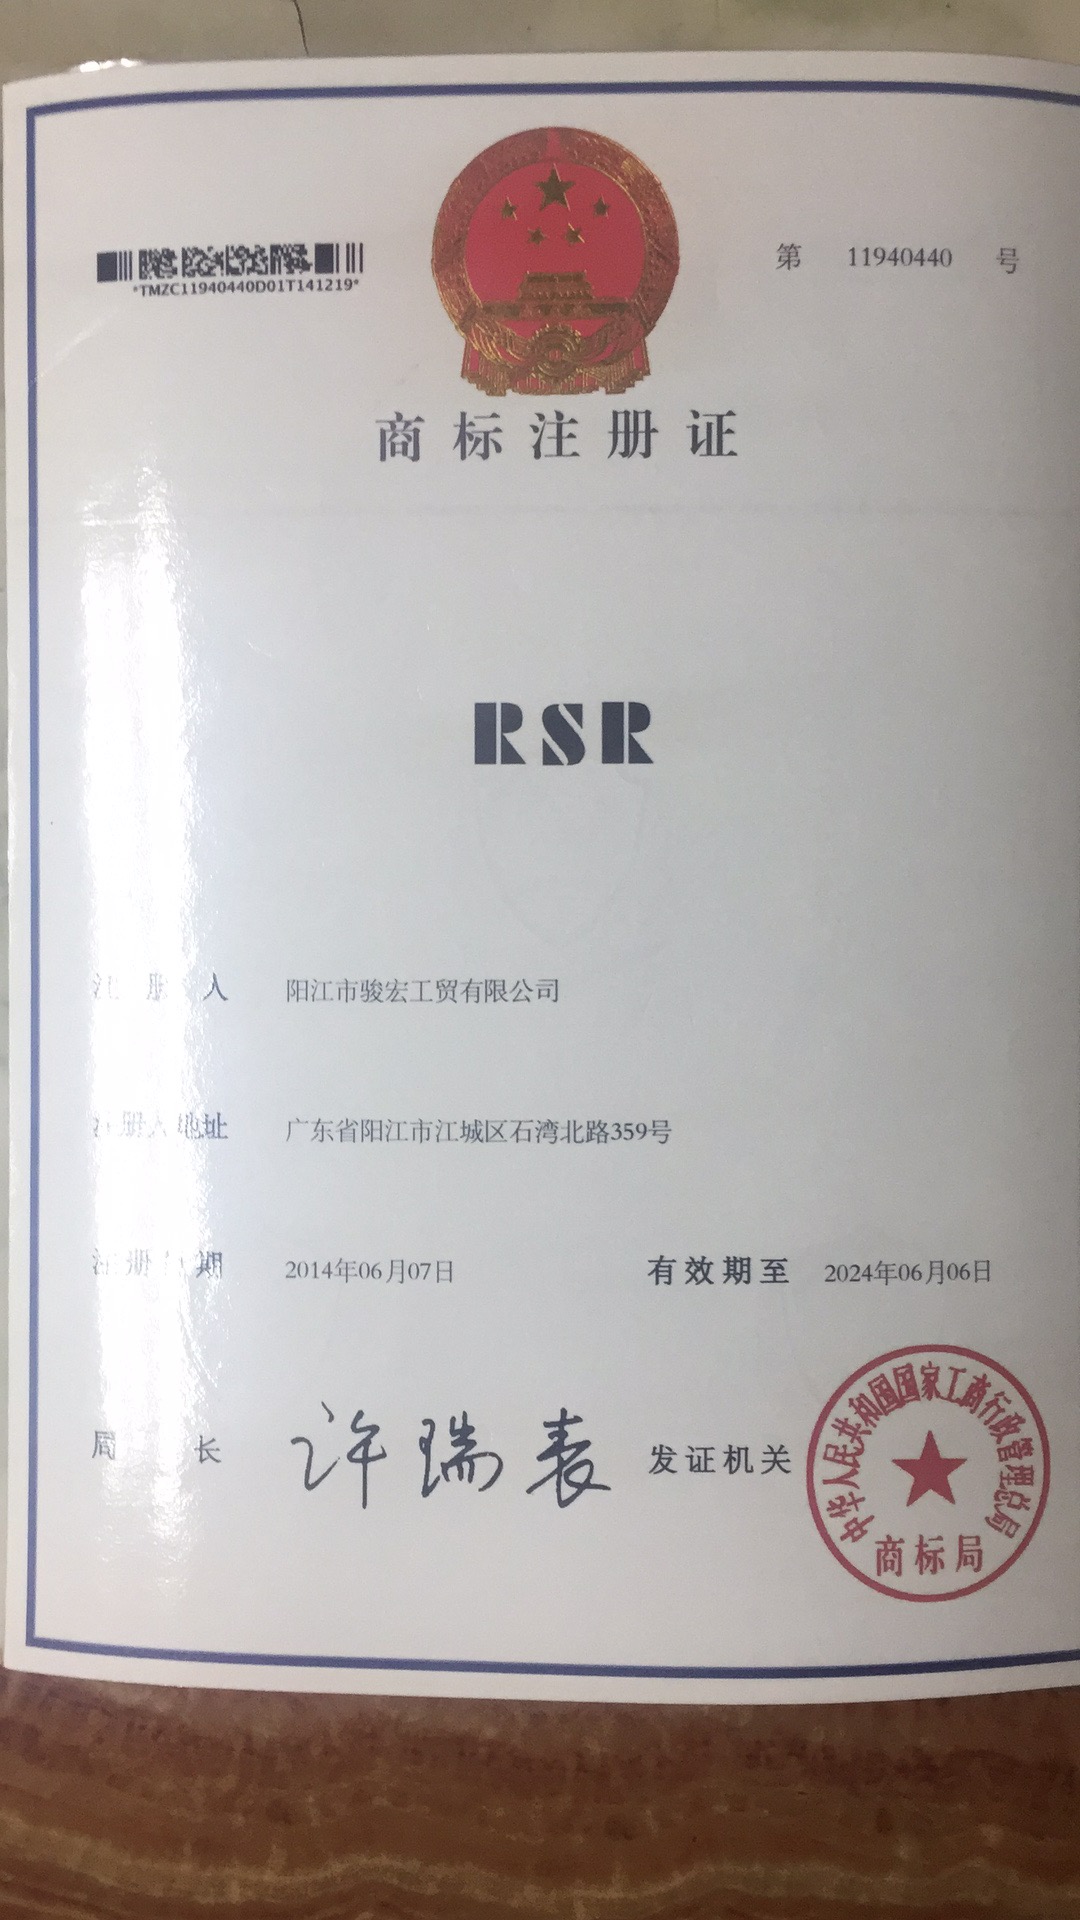 *TMZC11940440D01T141219*
第 11940440 号
商标注册证
RSR
注册人 阳江市骏宏工贸有限公司
注册人地址 广东省阳江市江城区石湾北路359号
注册日期 2014年06月07日 有效期至 2024年06月06日
局长 许瑞表 发证机关
中华人民共和国国家工商行政管理总局
商标局